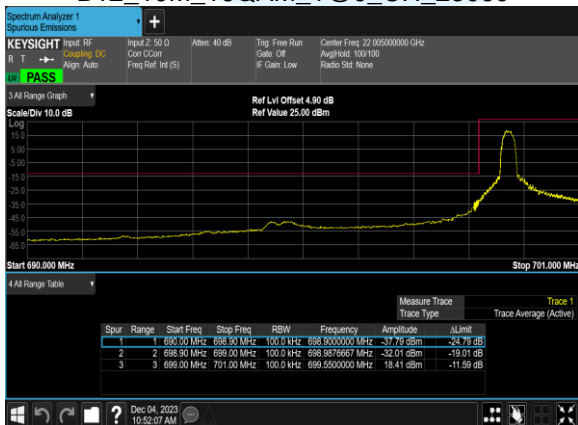 Spectrum Analyzer 1
Spurious Emissions
+
KEYSIGHT Input: RF Input Z: 50 Ω Atten: 40 dB Trig: Free Run Center Freq: 22.005000000 GHz
R T Coupling: DC Corr CCorr Gate: Off Avg|Hold: 100/100
Align: Auto Freq Ref: Int (S) IF Gain: Low Radio Std: None
PASS
3 All Range Graph
Ref Lvl Offset 4.90 dB
Scale/Div 10.0 dB Ref Value 25.00 dBm
Log
15.0
5.00
-5.00
-15.0
-25.0
-35.0
-45.0
-55.0
-65.0
Start 690.000 MHz Stop 701.000 MHz
4 All Range Table
Measure Trace Trace 1
Trace Type Trace Average (Active)
Spur Range Start Freq Stop Freq RBW Frequency Amplitude ΔLimit
1 1 690.00 MHz 698.90 MHz 100.0 kHz 698.9000000 MHz -37.79 dBm -24.79 dB
2 2 698.90 MHz 699.00 MHz 100.0 kHz 698.9876667 MHz -32.01 dBm -19.01 dB
3 3 699.00 MHz 701.00 MHz 100.0 kHz 699.5500000 MHz 18.41 dBm -11.59 dB
? Dec 04, 2023
10:52:07 AM